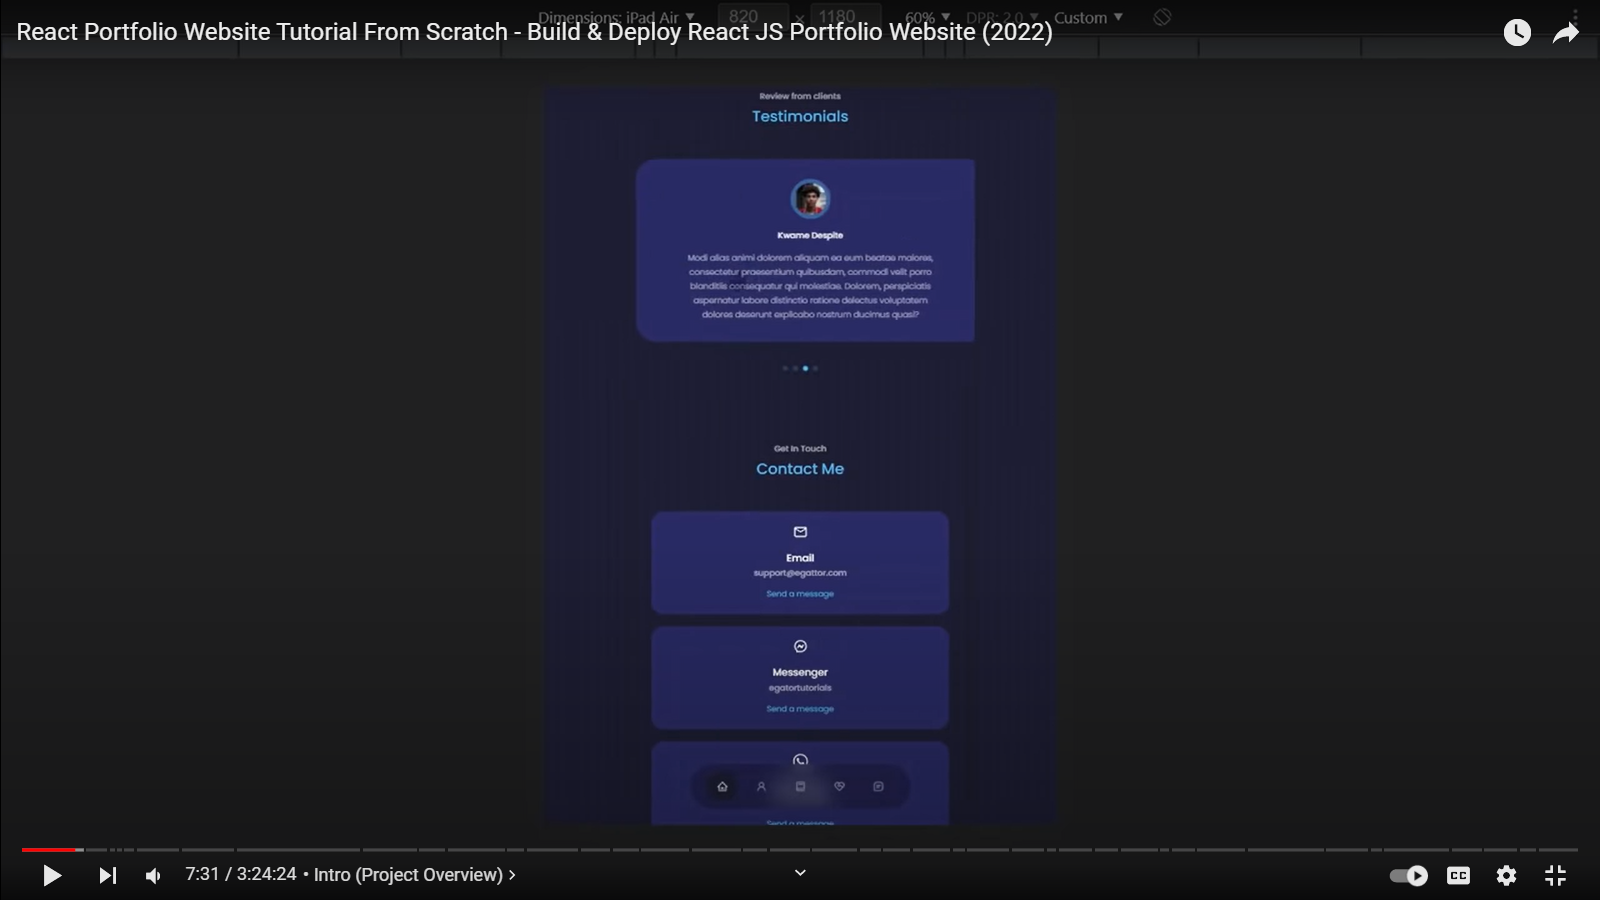 Dimensions: iPad Air 820 × 1180 60% DPR: 2.0 Custom
React Portfolio Website Tutorial From Scratch - Build & Deploy React JS Portfolio Website (2022)
Review from clients
Testimonials
Kwame Despite
Modi alias animi dolorem aliquam ea eum beatae maiores,
consectetur praesentium quibusdam, commodi velit porro
blanditiis consequatur qui molestiae. Dolorem, perspiciatis
aspernatur labore distinctio ratione delectus voluptatem
dolores deserunt explicabo nostrum ducimus quasi?
Get In Touch
Contact Me
Email
support@egattor.com
Send a message
Messenger
egatortutorials
Send a message
Send a message
7:31 / 3:24:24 • Intro (Project Overview)
CC